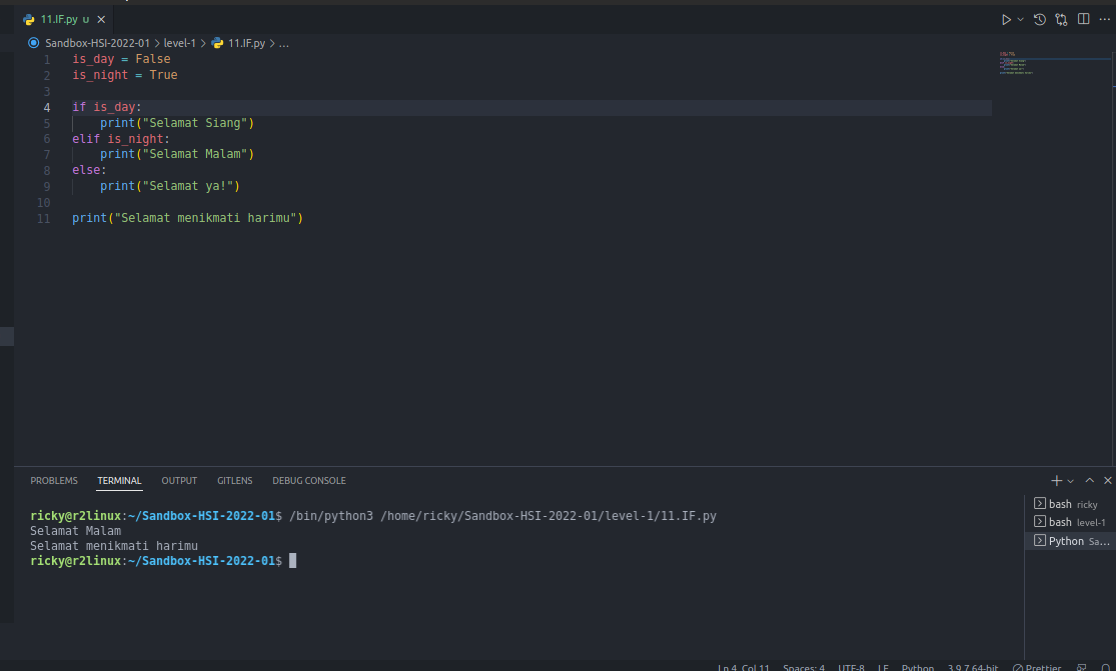 11.IF.py U
Sandbox-HSI-2022-01 > level-1 > 11.IF.py > ...
1 is_day = False
2 is_night = True
3
4 if is_day:
5     print("Selamat Siang")
6 elif is_night:
7     print("Selamat Malam")
8 else:
9     print("Selamat ya!")
10
11 print("Selamat menikmati harimu")
PROBLEMS TERMINAL OUTPUT GITLENS DEBUG CONSOLE
ricky@r2linux:~/Sandbox-HSI-2022-01$ /bin/python3 /home/ricky/Sandbox-HSI-2022-01/level-1/11.IF.py
Selamat Malam
Selamat menikmati harimu
ricky@r2linux:~/Sandbox-HSI-2022-01$
bash ricky
bash level-1
Python Sa...
Ln 4, Col 11 Spaces: 4 UTF-8 LF Python 3.9.7 64-bit Prettier